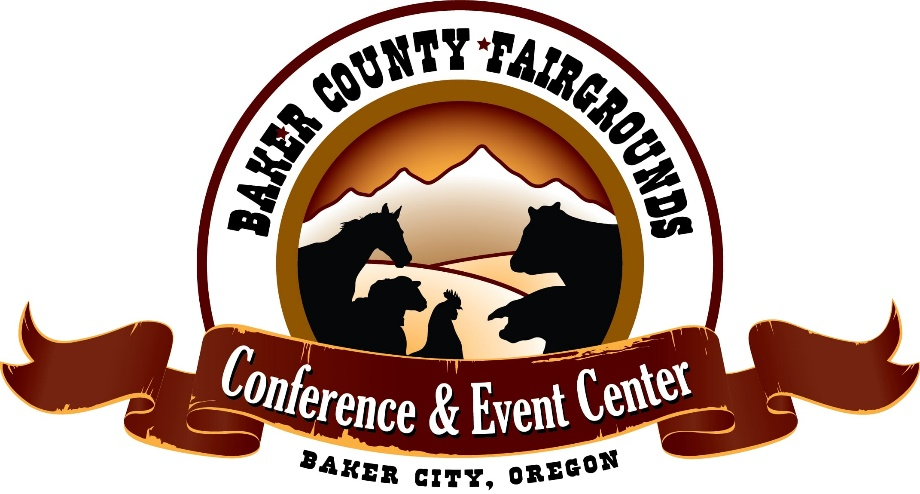 BAKER COUNTY FAIRGROUNDS
Conference & Event Center
BAKER CITY, OREGON